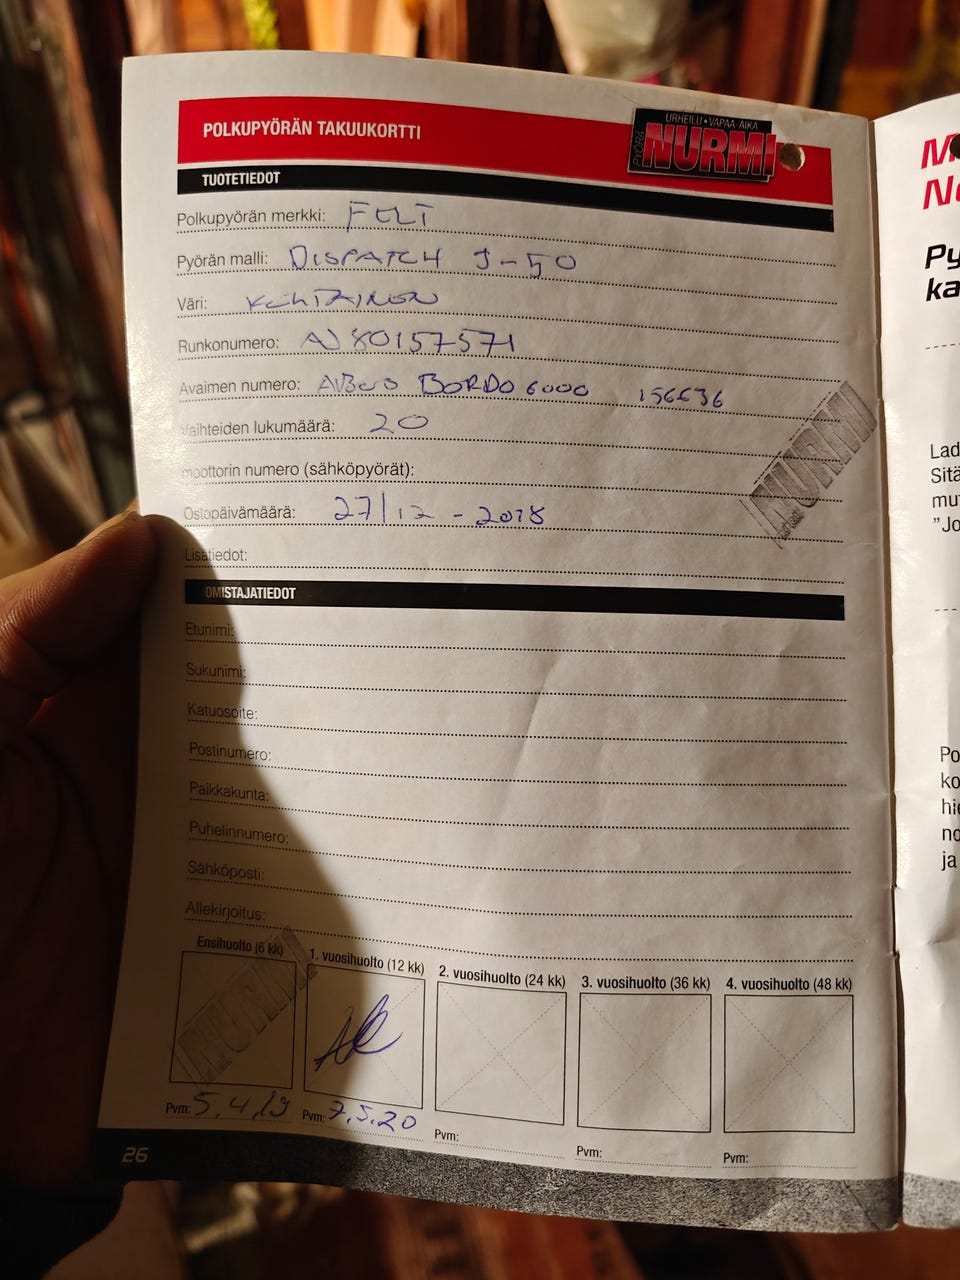 POLKUPYÖRÄN TAKUUKORTTI
URHEILU • VAPAA-AIKA
PYÖRÄ NURMI
TUOTETIEDOT
Polkupyörän merkki: FELT
Pyörän malli: DISPATCH 9-50
Väri:
Runkonumero: AJ80157571
Avaimen numero: ABUS BORDO 6000
Vaihteiden lukumäärä: 20
moottorin numero (sähköpyörät):
Ostopäivämäärä: 27/12 - 2018
Lisätiedot:
NURMI
OMISTAJATIEDOT
Etunimi:
Sukunimi:
Katuosoite:
Postinumero:
Paikkakunta:
Puhelinnumero:
Sähköposti:
Allekirjoitus:
Ensihuolto (6 kk)
1. vuosihuolto (12 kk)
2. vuosihuolto (24 kk)
3. vuosihuolto (36 kk)
4. vuosihuolto (48 kk)
NURMI
Pvm: 5.4.19
Pvm: 7.5.20
Pvm:
Pvm:
Pvm:
26
Py
ka
Lad
Sitä
mu
"Jo
Po
ko
hie
no
ja